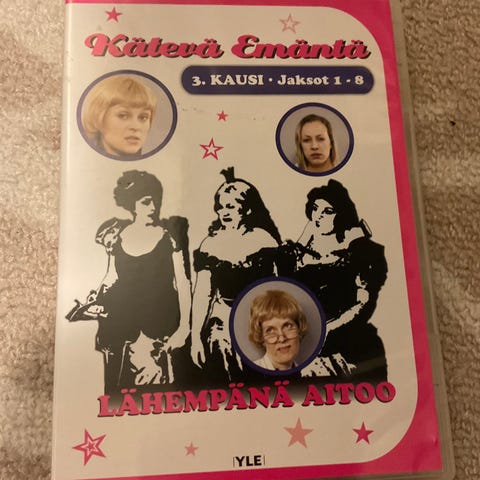 Kätevä Emäntä
3. KAUSI • Jaksot 1 - 8
LÄHEMPÄNÄ AITOO
YLE